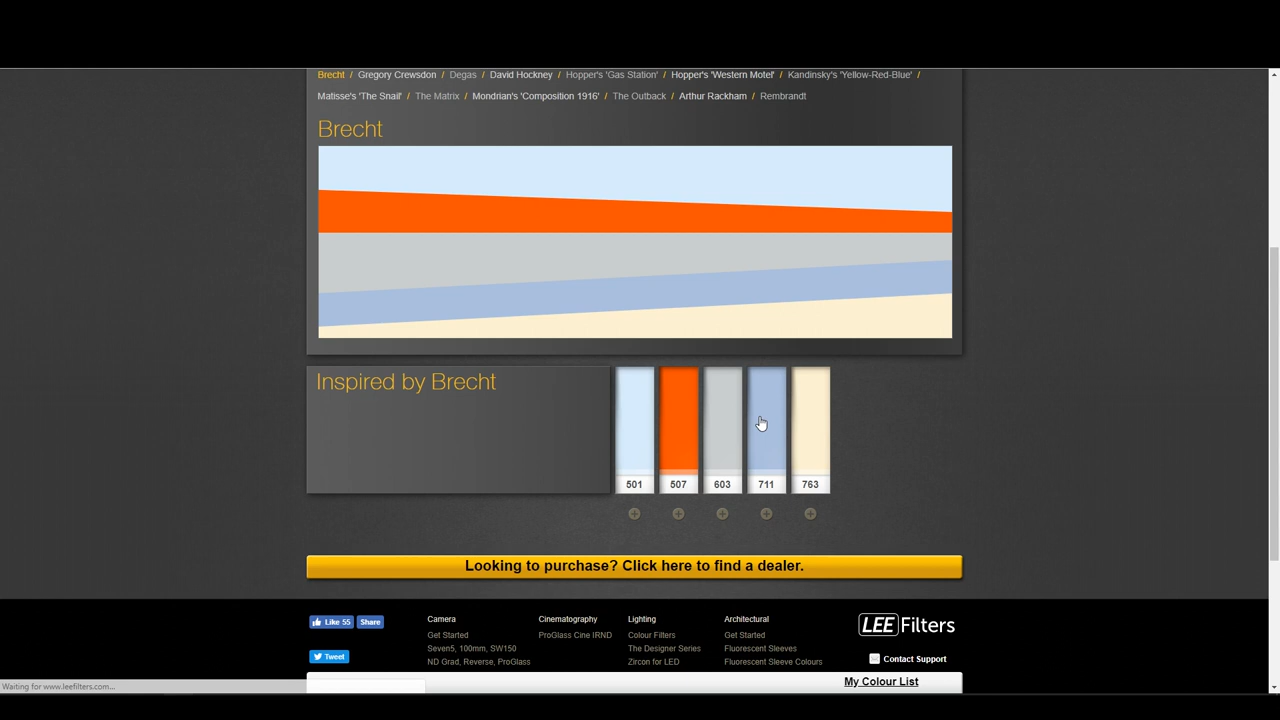 Brecht / Gregory Crewsdon / Degas / David Hockney / Hopper's 'Gas Station' / Hopper's 'Western Motel' / Kandinsky's 'Yellow-Red-Blue' /
Matisse's 'The Snail' / The Matrix / Mondrian's 'Composition 1916' / The Outback / Arthur Rackham / Rembrandt
Brecht
Inspired by Brecht
501 507 603 711 763
Looking to purchase? Click here to find a dealer.
Like 55 Share
Tweet
Camera
Get Started
Seven5, 100mm, SW150
ND Grad, Reverse, ProGlass
Cinematography
ProGlass Cine IRND
Lighting
Colour Filters
The Designer Series
Zircon for LED
Architectural
Get Started
Fluorescent Sleeves
Fluorescent Sleeve Colours
LEE Filters
Contact Support
My Colour List
Waiting for www.leefilters.com...